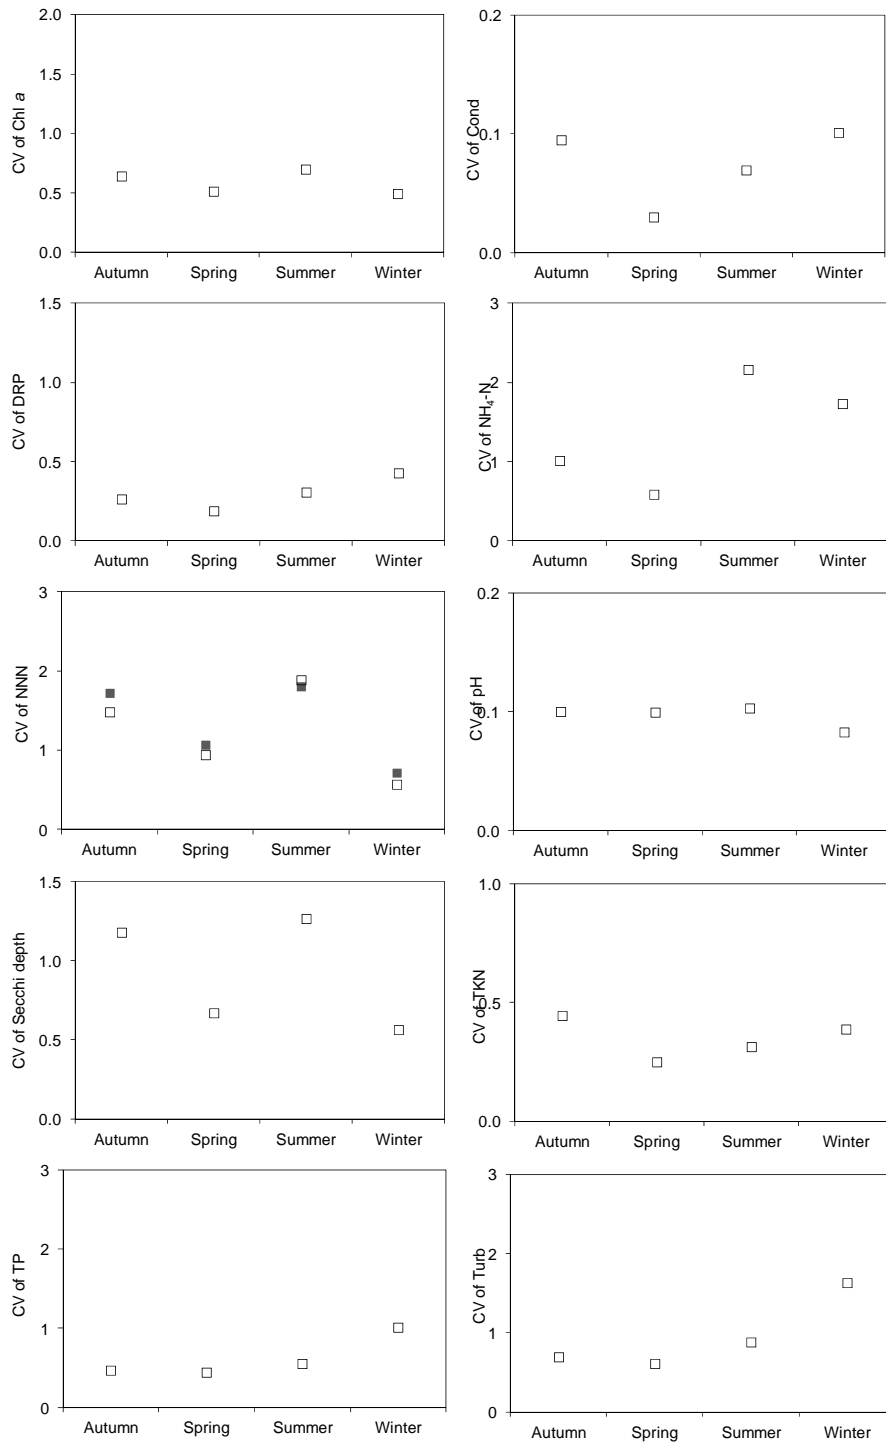 CV of Chl a
2.0
1.5
1.0
0.5
0.0
Autumn Spring Summer Winter
CV of Cond
0.2
0.1
0.0
Autumn Spring Summer Winter
CV of DRP
1.5
1.0
0.5
0.0
Autumn Spring Summer Winter
CV of NH₄-N
3
2
1
0
Autumn Spring Summer Winter
CV of NNN
3
2
1
0
Autumn Spring Summer Winter
CV of pH
0.2
0.1
0.0
Autumn Spring Summer Winter
CV of Secchi depth
1.5
1.0
0.5
0.0
Autumn Spring Summer Winter
CV of TKN
1.0
0.5
0.0
Autumn Spring Summer Winter
CV of TP
3
2
1
0
Autumn Spring Summer Winter
CV of Turb
3
2
1
0
Autumn Spring Summer Winter